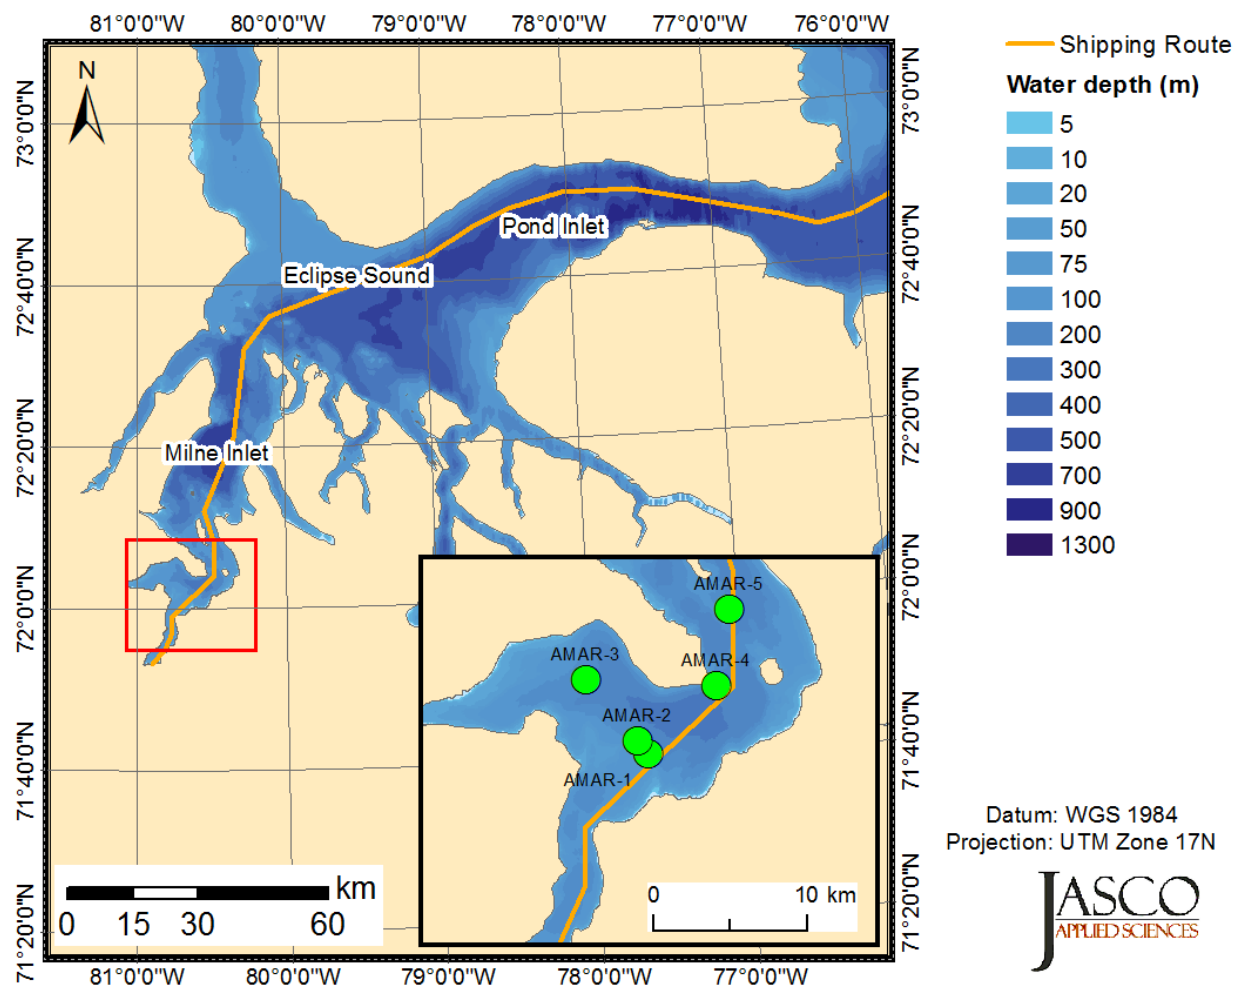 81°0'0"W 80°0'0"W 79°0'0"W 78°0'0"W 77°0'0"W 76°0'0"W
N
73°0'0"N
72°40'0"N
72°20'0"N
72°0'0"N
71°40'0"N
71°20'0"N
Pond Inlet
Eclipse Sound
Milne Inlet
AMAR-5
AMAR-3
AMAR-4
AMAR-2
AMAR-1
0 10 km
km
0 15 30 60
73°0'0"N
72°40'0"N
72°20'0"N
72°0'0"N
71°40'0"N
71°20'0"N
81°0'0"W 80°0'0"W 79°0'0"W 78°0'0"W 77°0'0"W
Shipping Route
Water depth (m)
5
10
20
50
75
100
200
300
400
500
700
900
1300
Datum: WGS 1984
Projection: UTM Zone 17N
JASCO
APPLIED SCIENCES